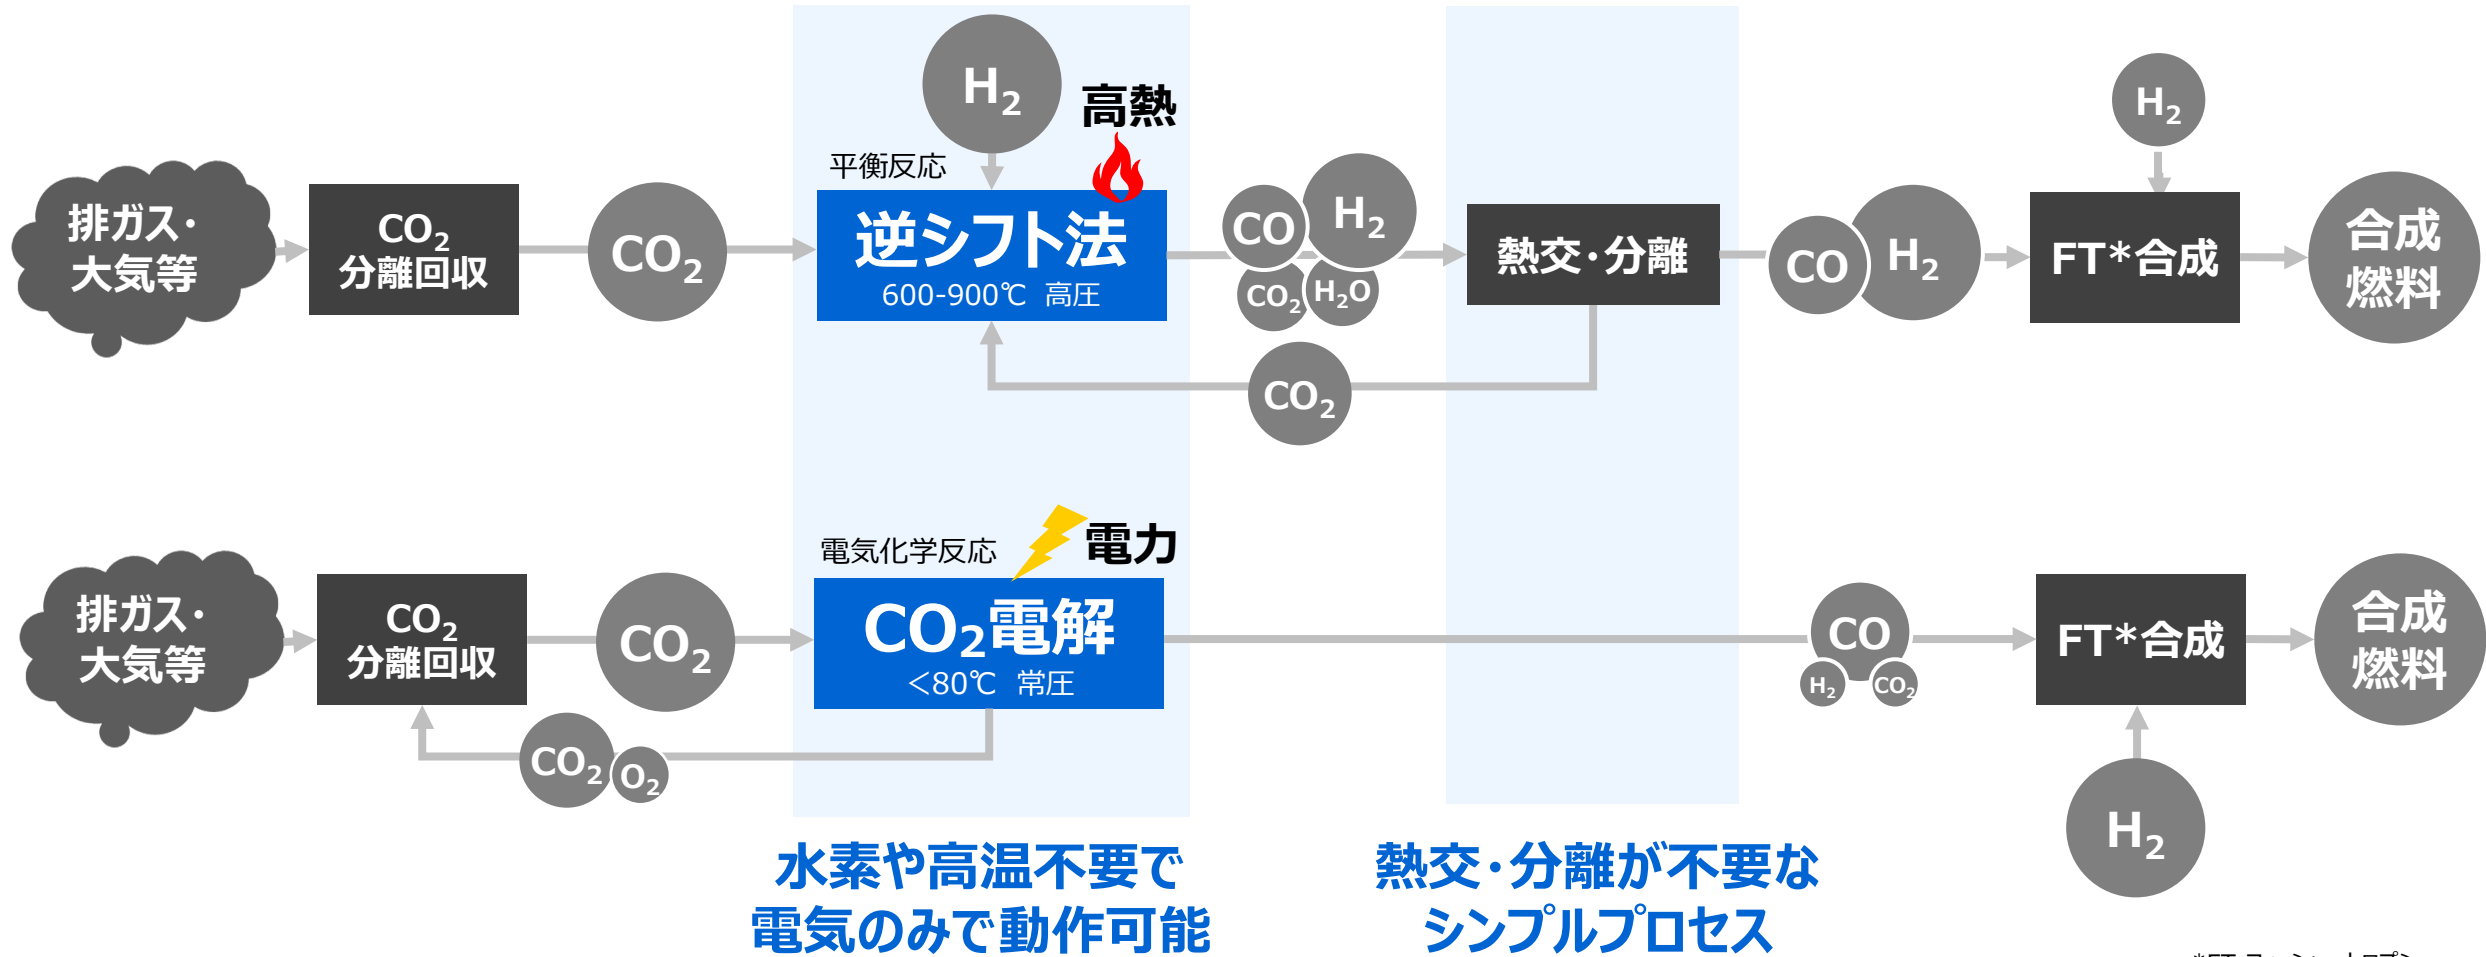 H2
高熱
平衡反応
排ガス・
大気等
CO2
分離回収
CO2
逆シフト法
600-900℃ 高圧
CO
H2
CO2
H2O
熱交・分離
CO
H2
H2
FT*合成
合成
燃料
CO2
電気化学反応
電力
排ガス・
大気等
CO2
分離回収
CO2
CO2電解
<80℃ 常圧
CO
H2
CO2
FT*合成
合成
燃料
CO2
O2
H2
水素や高温不要で
電気のみで動作可能
熱交・分離が不要な
シンプルプロセス